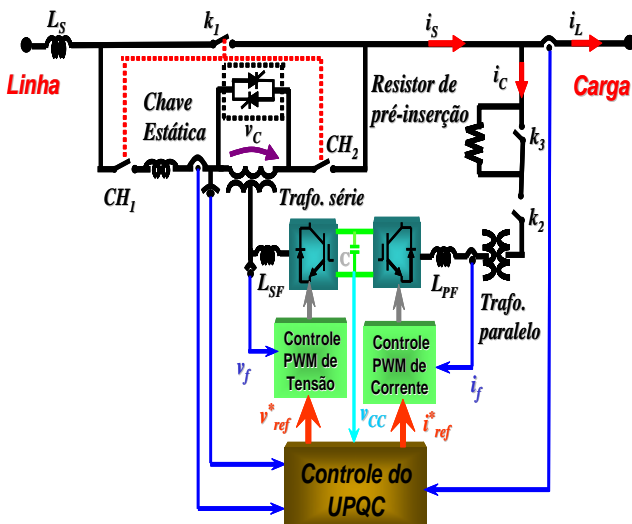 L_S
k_1
i_S
i_L
Linha
Carga
i_C
Chave
Estática
Resistor de
pré-inserção
v_C
CH_2
k_3
CH_1
Trafo. série
k_2
C
L_SF
L_PF
Trafo.
paralelo
Controle
PWM de
Tensão
Controle
PWM de
Corrente
v_f
i_f
v*_ref
v_CC
i*_ref
Controle do
UPQC